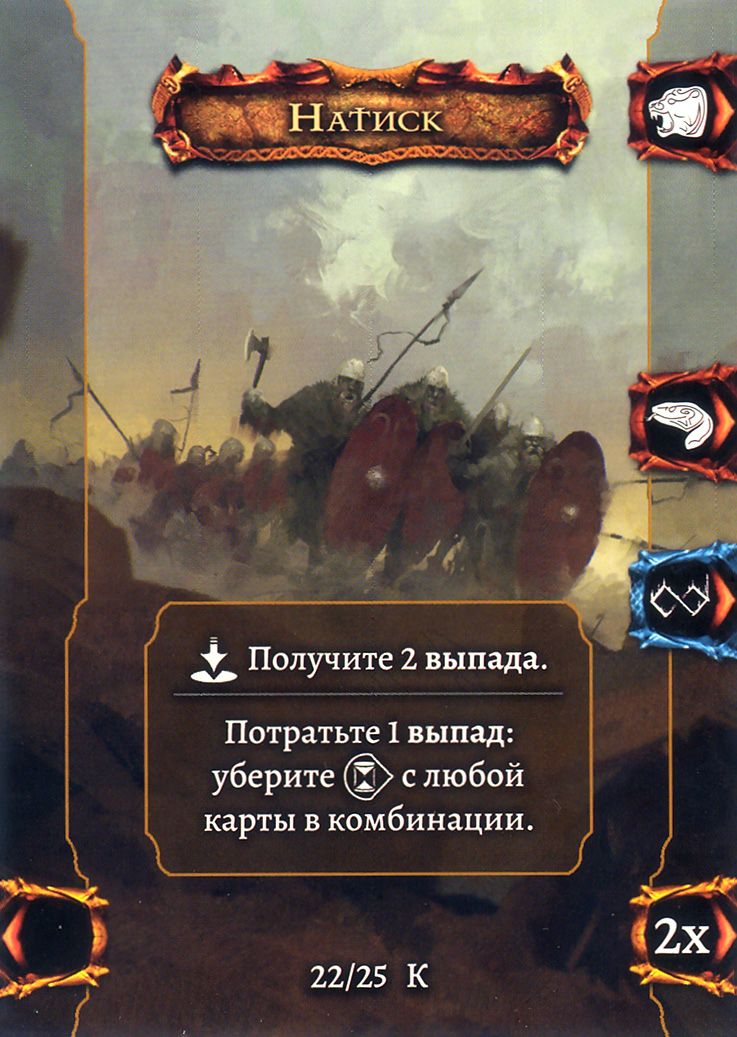 Натиск
Получите 2 выпада.
Потратьте 1 выпад:
уберите с любой
карты в комбинации.
2x
22/25 К